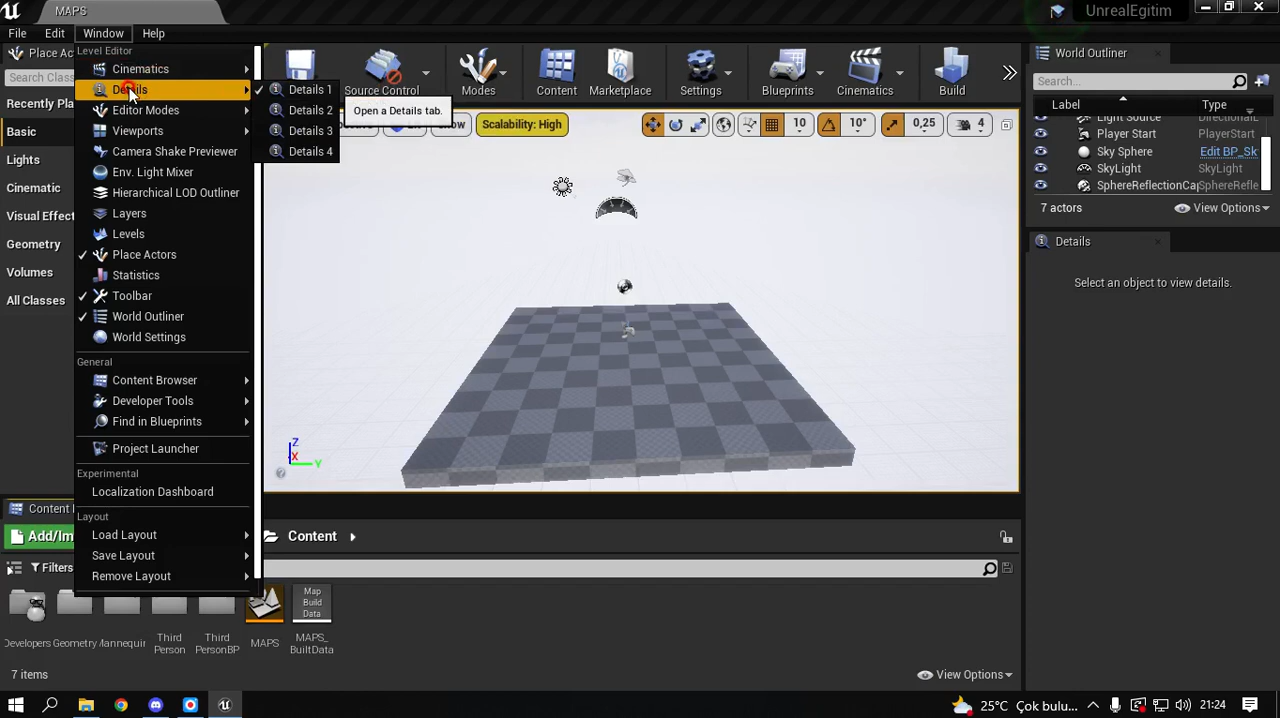 MAPS
UnrealEgitim
File Edit Window Help
Place Ac
Search Clas
Recently Pl
Basic
Lights
Cinematic
Visual Effec
Geometry
Volumes
All Classes
Level Editor
Cinematics
Details
Editor Modes
Viewports
Camera Shake Previewer
Env. Light Mixer
Hierarchical LOD Outliner
Layers
Levels
Place Actors
Statistics
Toolbar
World Outliner
World Settings
General
Content Browser
Developer Tools
Find in Blueprints
Project Launcher
Experimental
Localization Dashboard
Layout
Load Layout
Save Layout
Remove Layout
Details 1
Details 2
Details 3
Details 4
Open a Details tab.
Source Control
Modes
Content
Marketplace
Settings
Blueprints
Cinematics
Build
Show
Scalability: High
10
10°
0,25
4
Z
X
Y
World Outliner
Search...
Label Type
Light Source Directional
Player Start PlayerStart
Sky Sphere Edit BP_Sk
SkyLight SkyLight
SphereReflectionCap SphereRefle
7 actors View Options
Details
Select an object to view details.
Content
Add/Im
Content
Filters
Map
Build
Data
Developers
Geometry
Mannequin
Third
Person
Third
PersonBP
MAPS
MAPS_
BuiltData
7 items
View Options
25°C Çok bulu...
21:24